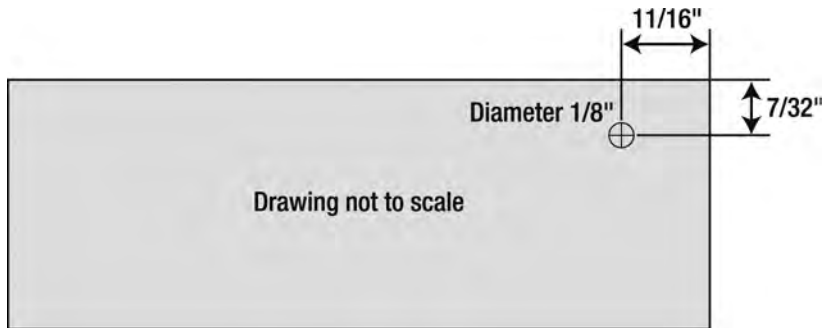 11/16"
Diameter 1/8"
7/32"
Drawing not to scale